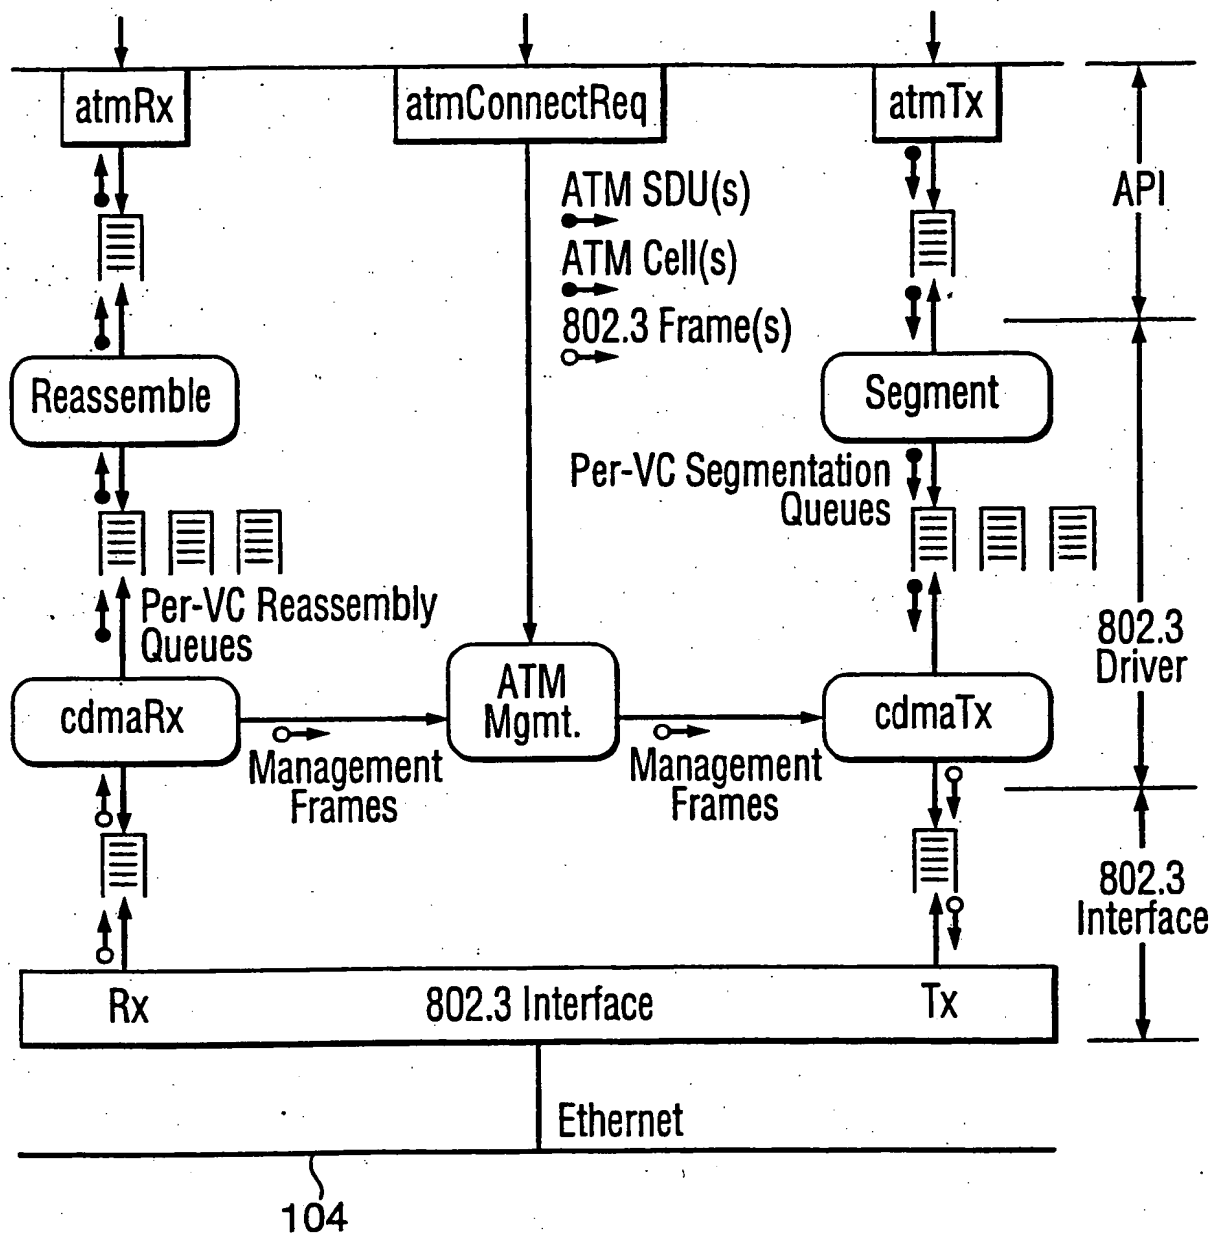 atmRx
atmConnectReq
atmTx
ATM SDU(s)
ATM Cell(s)
802.3 Frame(s)
API
Reassemble
Segment
Per-VC Segmentation
Queues
Per-VC Reassembly
Queues
802.3
Driver
cdmaRx
ATM
Mgmt.
cdmaTx
Management
Frames
Management
Frames
802.3
Interface
Rx
802.3 Interface
Tx
Ethernet
104